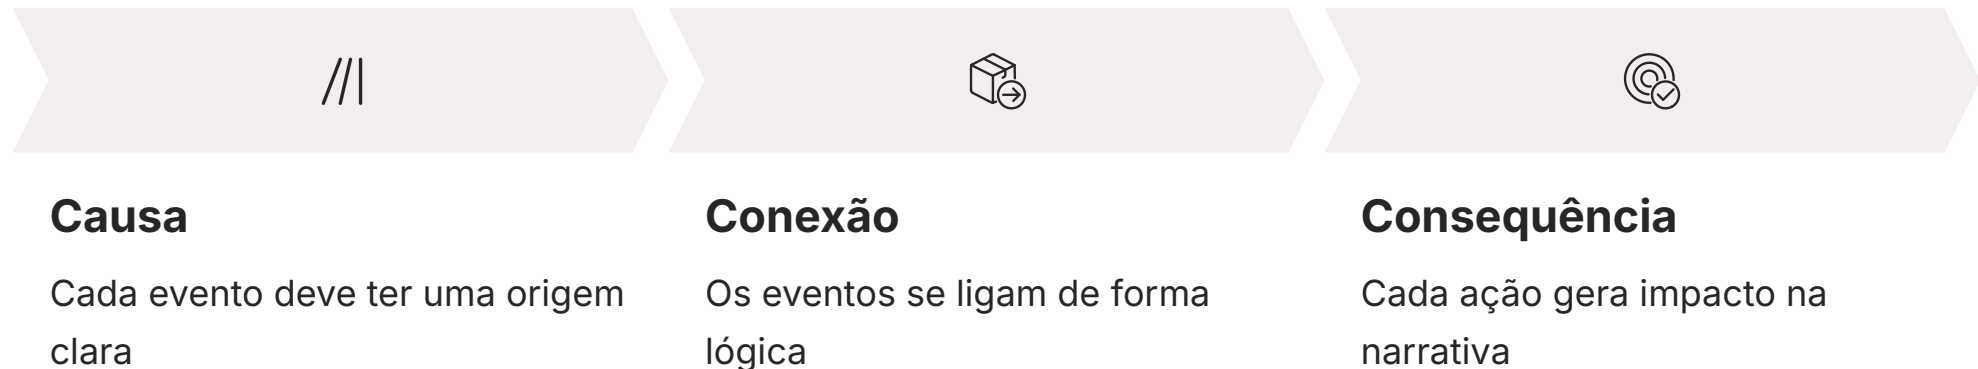 Causa
Cada evento deve ter uma origem
clara
Conexão
Os eventos se ligam de forma
lógica
Consequência
Cada ação gera impacto na
narrativa